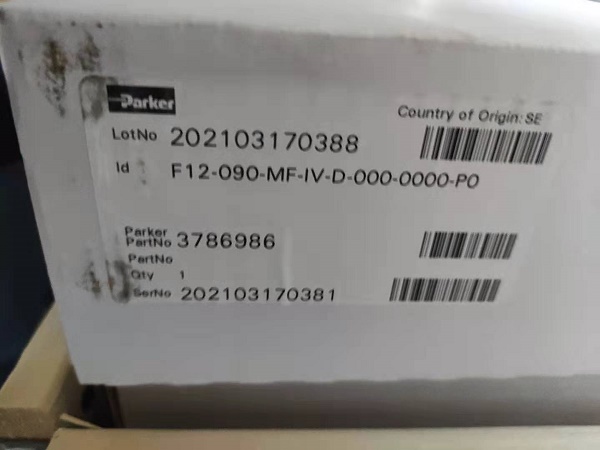 Parker
Country of Origin: SE
LotNo 202103170388
Id F12-090-MF-IV-D-000-0000-P0
Parker
PartNo 3786986
PartNo
Qty 1
SerNo 202103170381